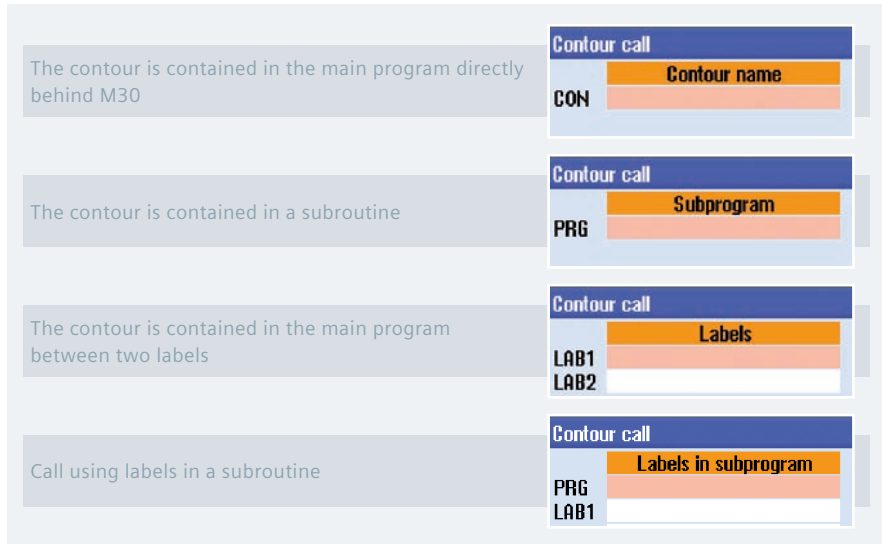 The contour is contained in the main program directly
behind M30
Contour call
Contour name
CON
The contour is contained in a subroutine
Contour call
Subprogram
PRG
The contour is contained in the main program
between two labels
Contour call
Labels
LAB1
LAB2
Call using labels in a subroutine
Contour call
Labels in subprogram
PRG
LAB1